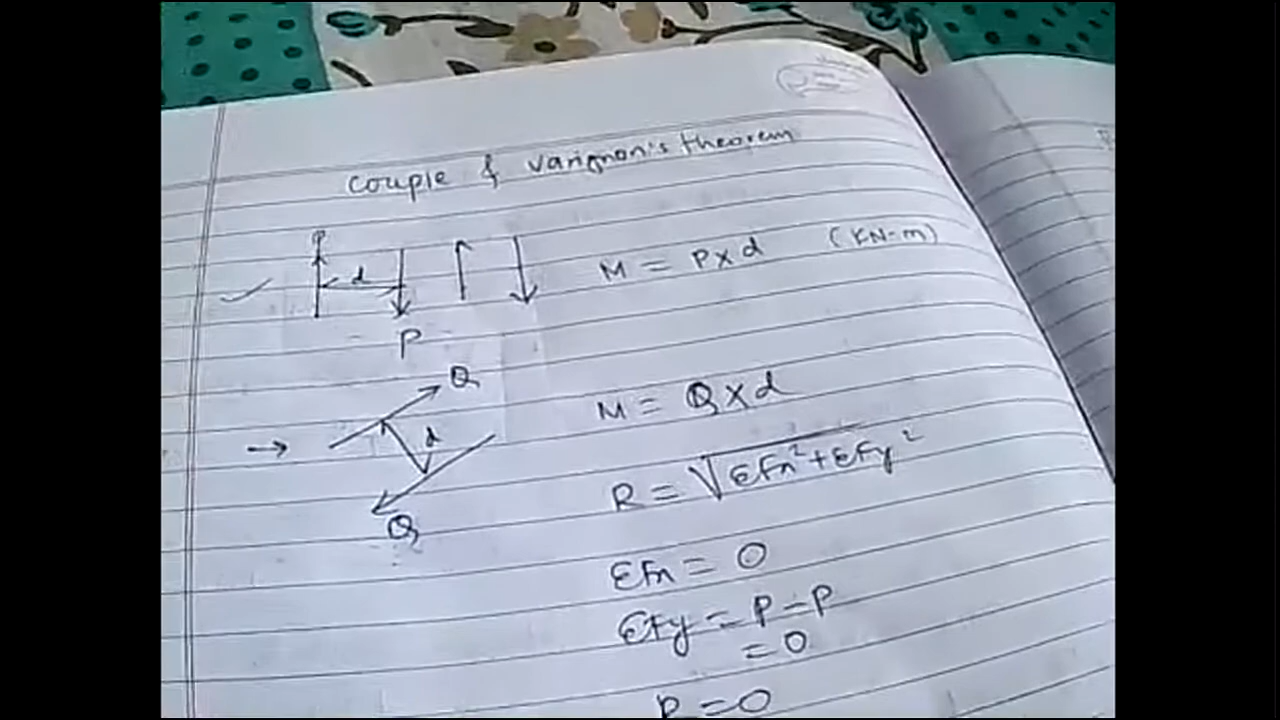 couple & varignon's theorem
P
d
P
M = P x d (KN-m)
Q
d
Q
M = Q x d
R = √ΣFx² + ΣFy²
ΣFx = 0
ΣFy = P - P
= 0
R = 0